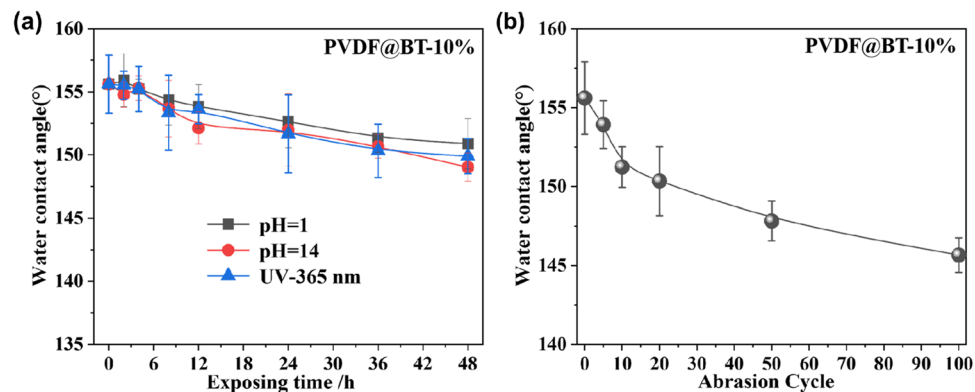 (a)
PVDF@BT-10%
Water contact angle(°)
160
155
150
145
151
135
pH=1
pH=14
UV-365 nm
0 6 12 18 24 30 36 42 48
Exposing time /h
(b)
PVDF@BT-10%
Water contact angle(°)
160
155
150
145
140
0 10 20 30 40 50 60 70 80 90 100
Abrasion Cycle